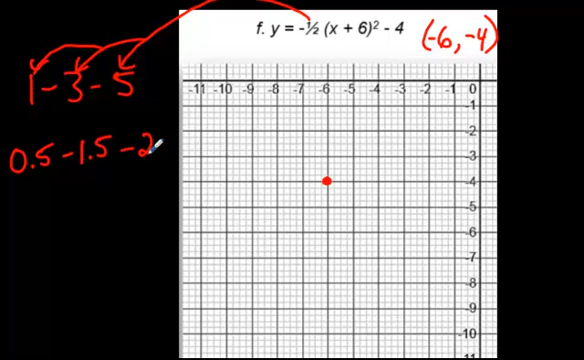 f. y = -½ (x + 6)² - 4 (-6, -4)
1 - 3 - 5
0.5 - 1.5 - 2
-11 -10 -9 -8 -7 -6 -5 -4 -3 -2 -1 0
-1
-2
-3
-4
-5
-6
-7
-8
-9
-10